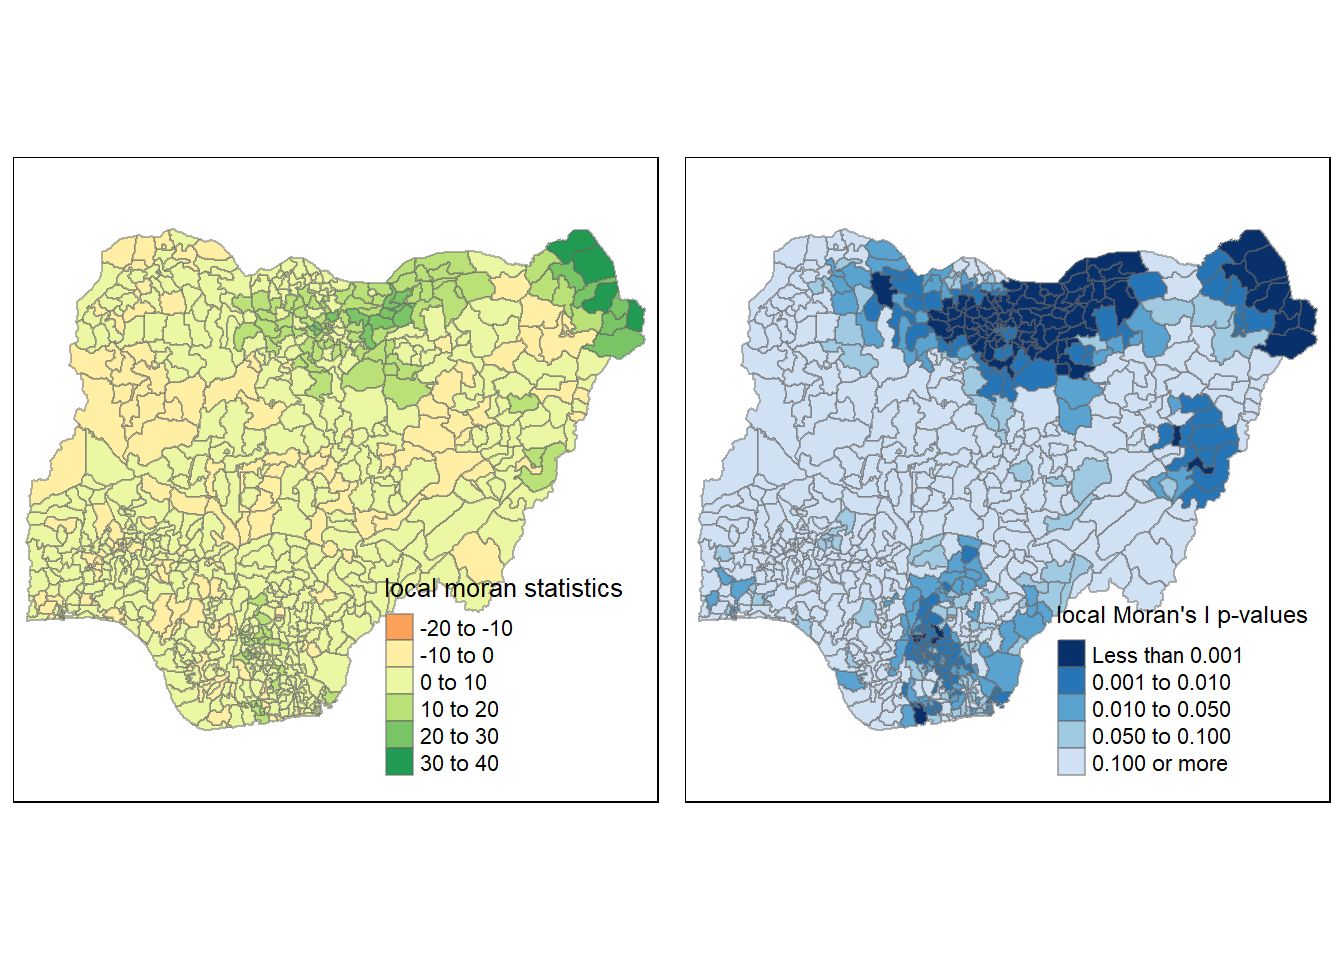 local moran statistics
-20 to -10
-10 to 0
0 to 10
10 to 20
20 to 30
30 to 40
local Moran's I p-values
Less than 0.001
0.001 to 0.010
0.010 to 0.050
0.050 to 0.100
0.100 or more